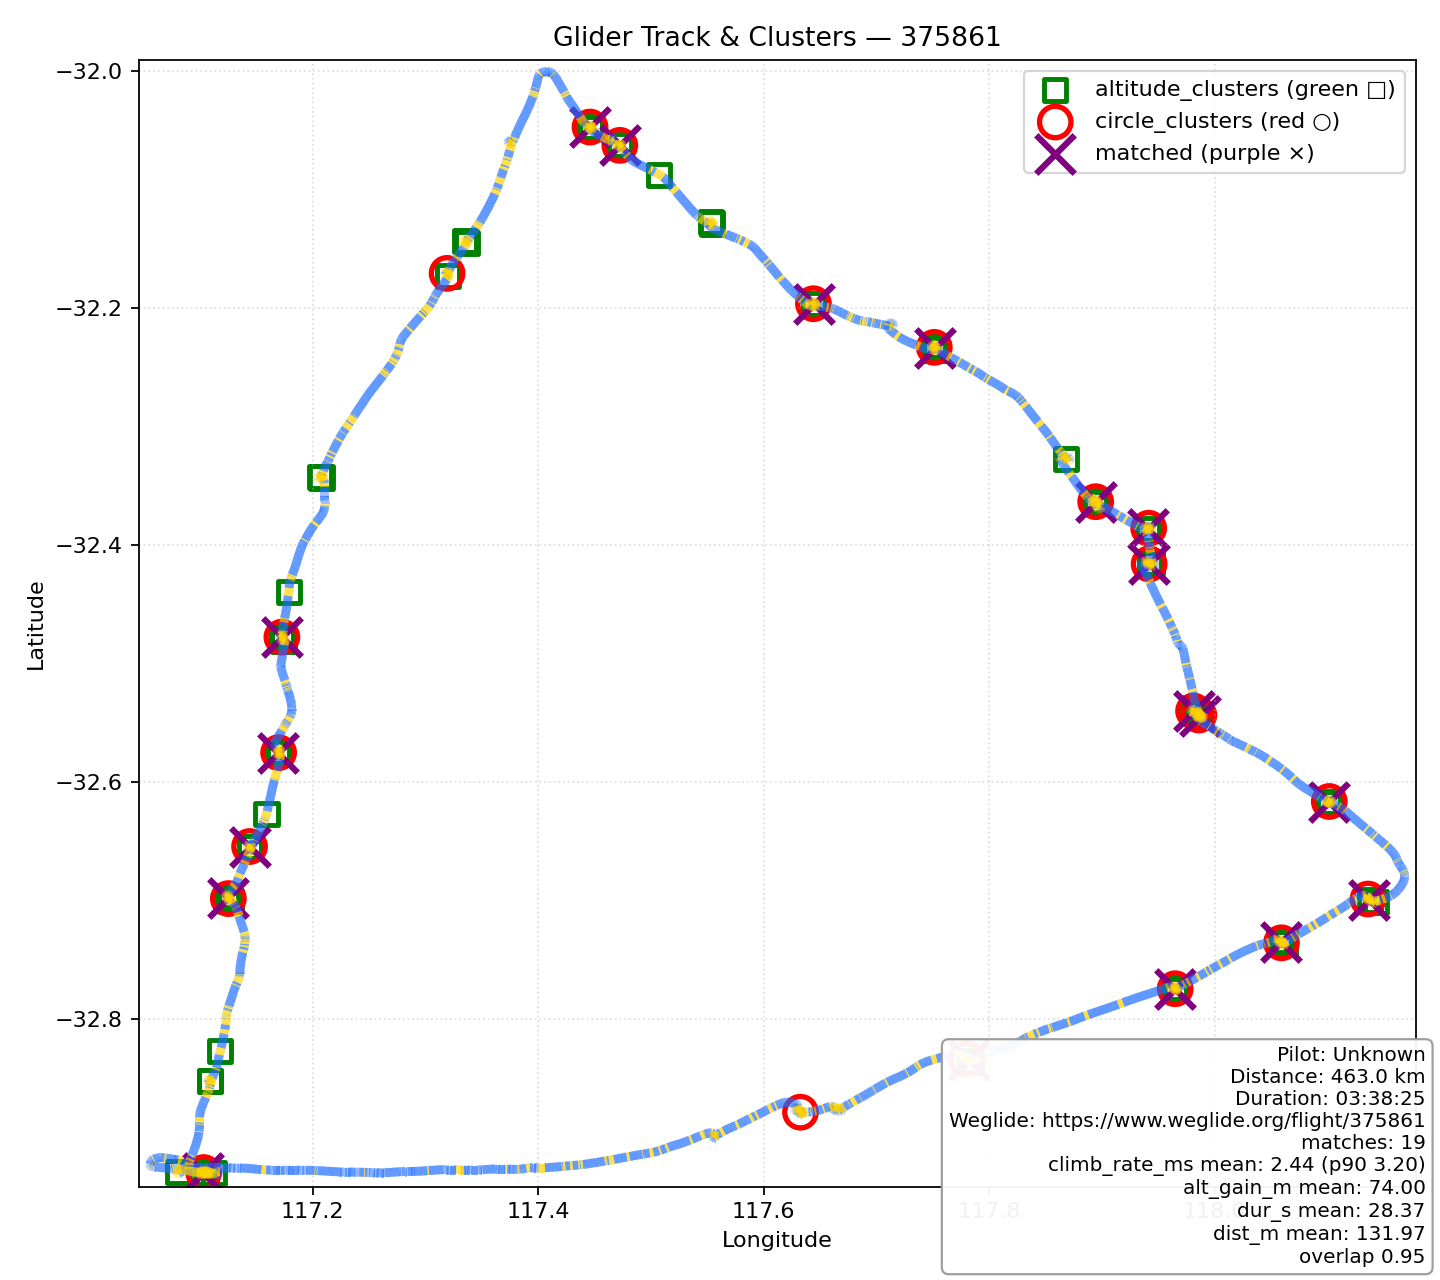 Glider Track & Clusters — 375861
altitude_clusters (green □)
circle_clusters (red ○)
matched (purple ×)
−32.0
−32.2
−32.4
−32.6
−32.8
Latitude
117.2
117.4
117.6
117.8
118.0
Longitude
Pilot: Unknown
Distance: 463.0 km
Duration: 03:38:25
Weglide: https://www.weglide.org/flight/375861
matches: 19
climb_rate_ms mean: 2.44 (p90 3.20)
alt_gain_m mean: 74.00
dur_s mean: 28.37
dist_m mean: 131.97
overlap 0.95